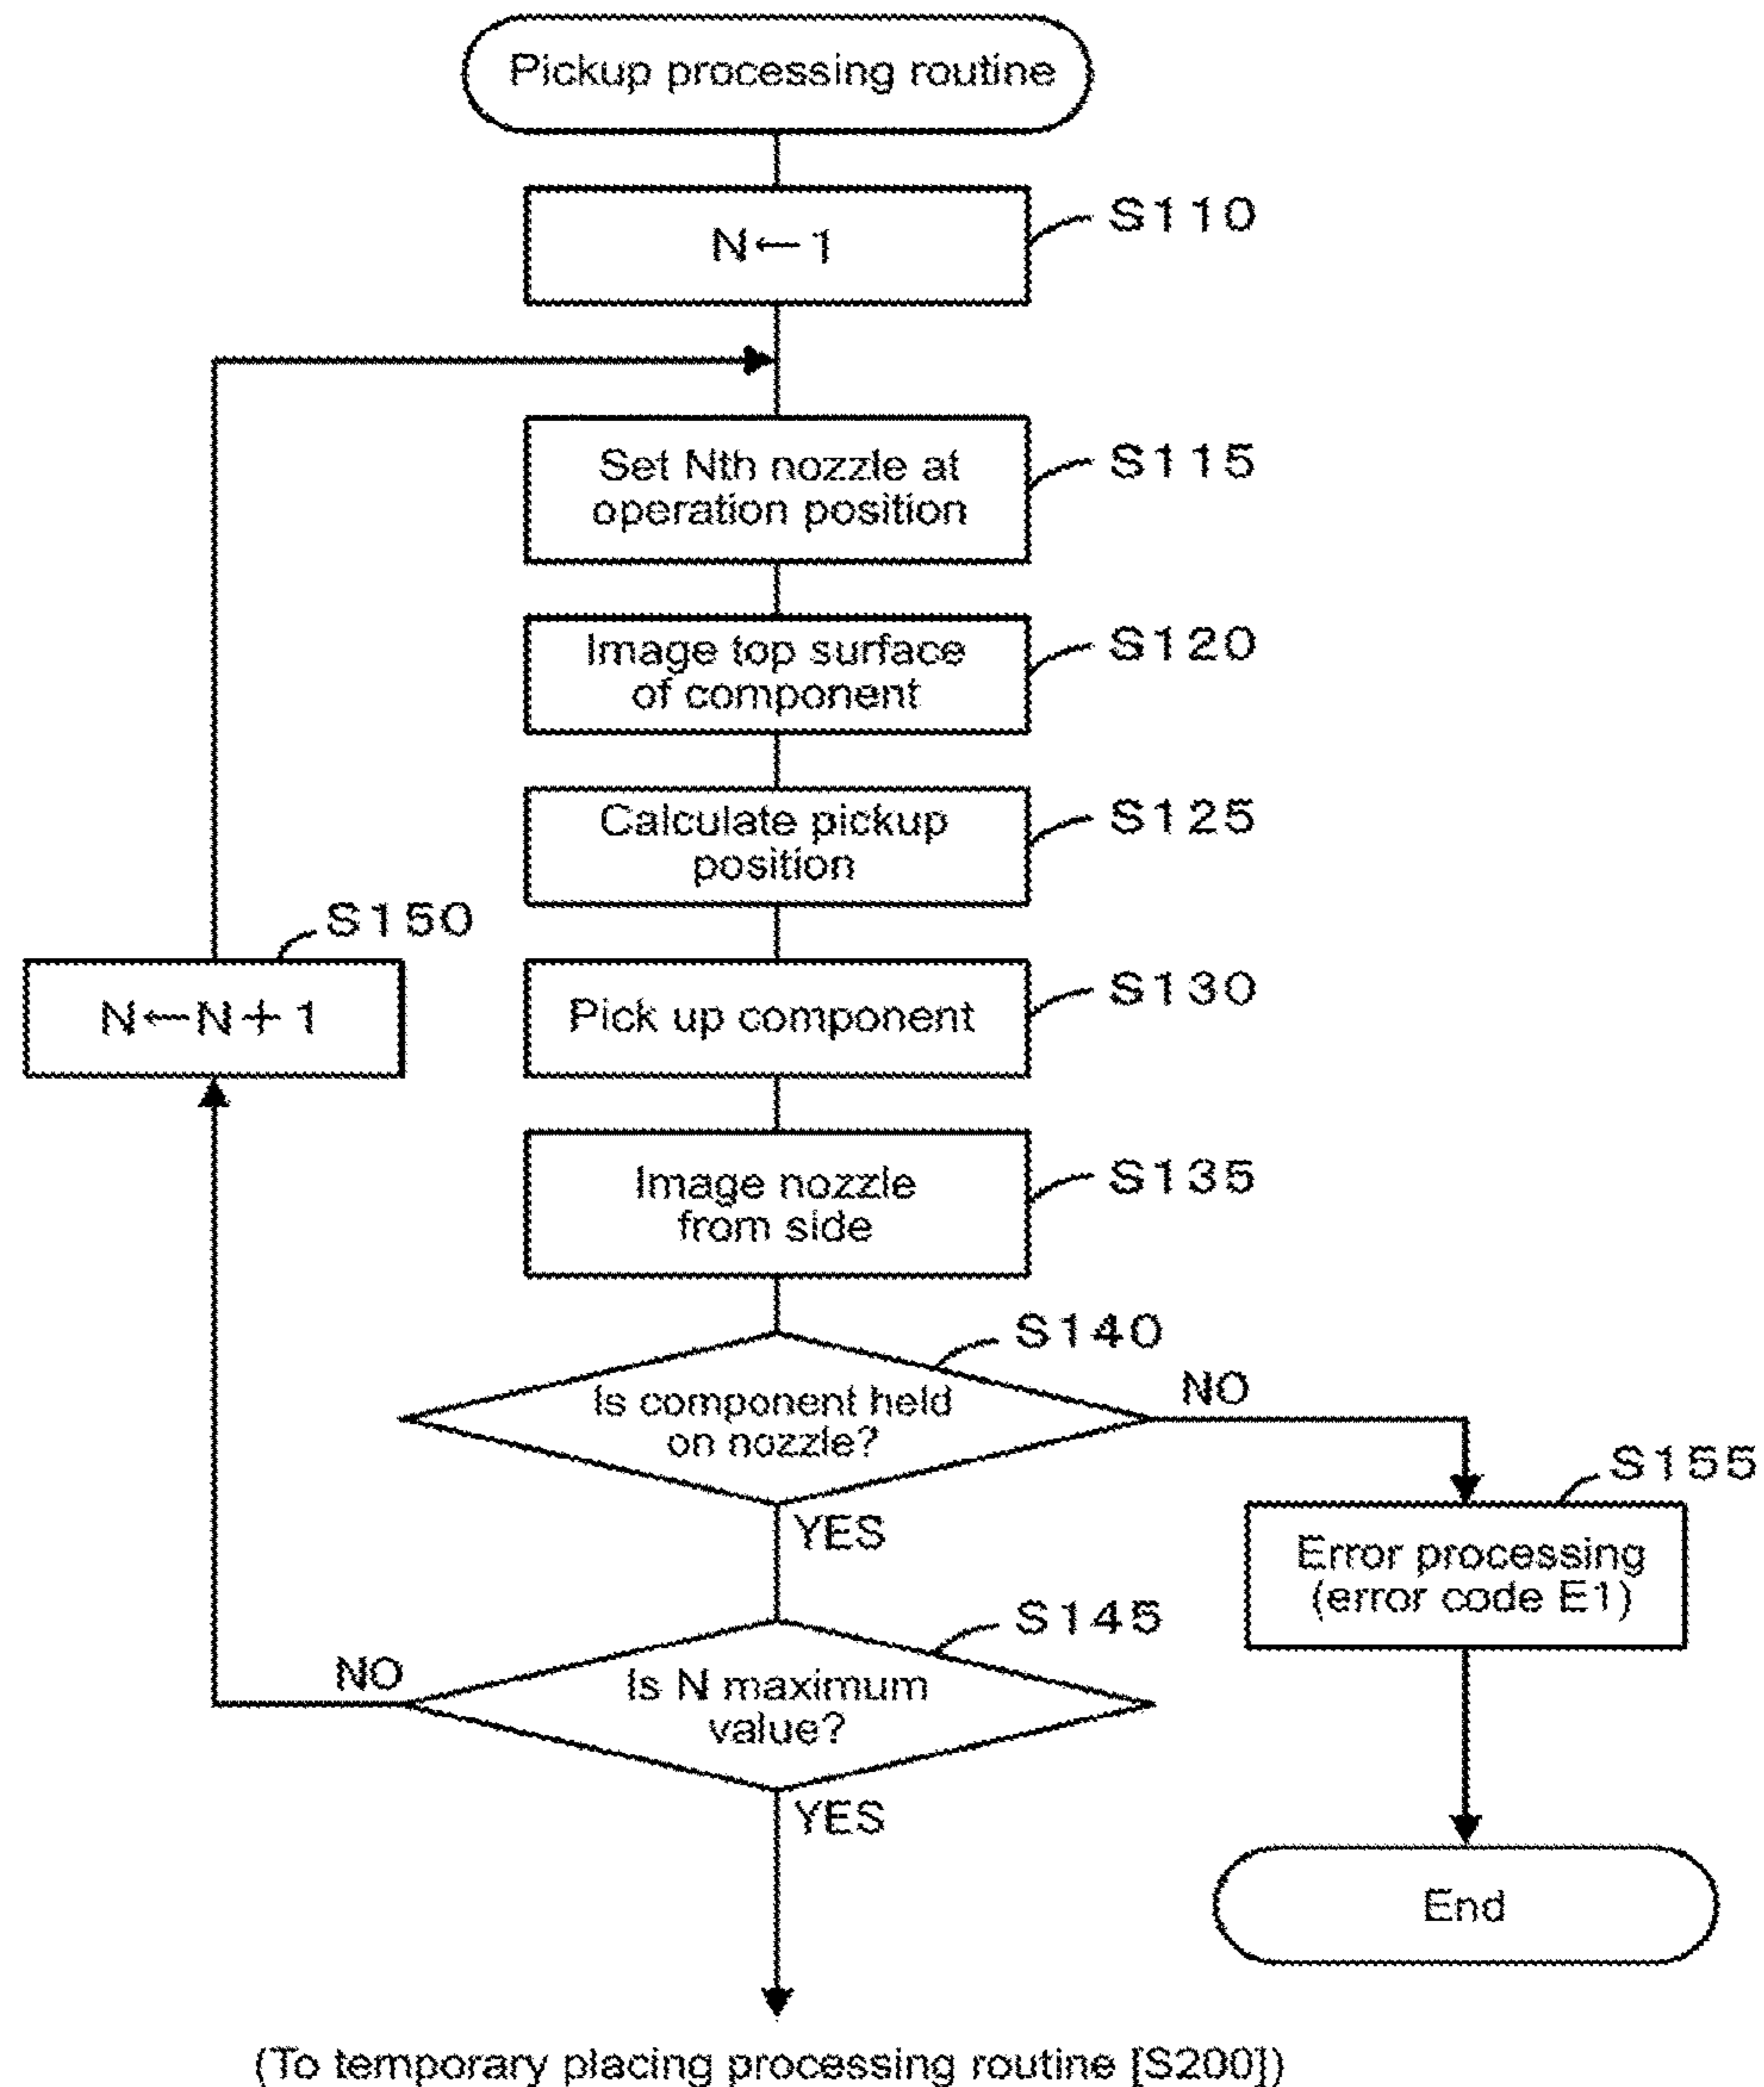 Pickup processing routine
N←1
S110
Set Nth nozzle at
operation position
S115
Image top surface
of component
S120
Calculate pickup
position
S125
S150
N←N+1
Pick up component
S130
Image nozzle
from side
S135
S140
Is component held
on nozzle?
NO
YES
S155
Error processing
(error code E1)
S145
Is N maximum
value?
NO
YES
End
(To temporary placing processing routine [S200])